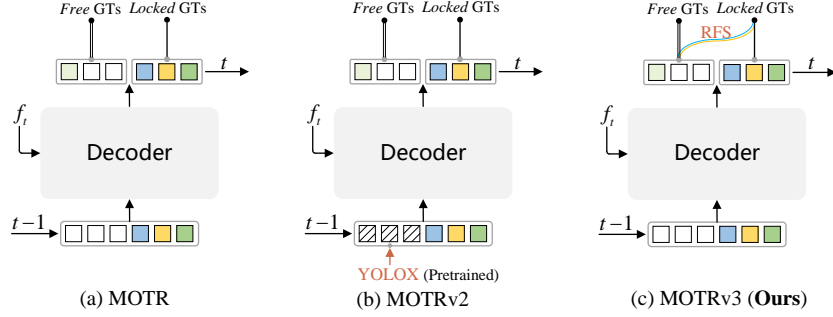 Free GTs Locked GTs
t
f_t
Decoder
t−1
(a) MOTR
Free GTs Locked GTs
t
f_t
Decoder
t−1
YOLOX (Pretrained)
(b) MOTRv2
Free GTs Locked GTs
RFS
t
f_t
Decoder
t−1
(c) MOTRv3 (Ours)